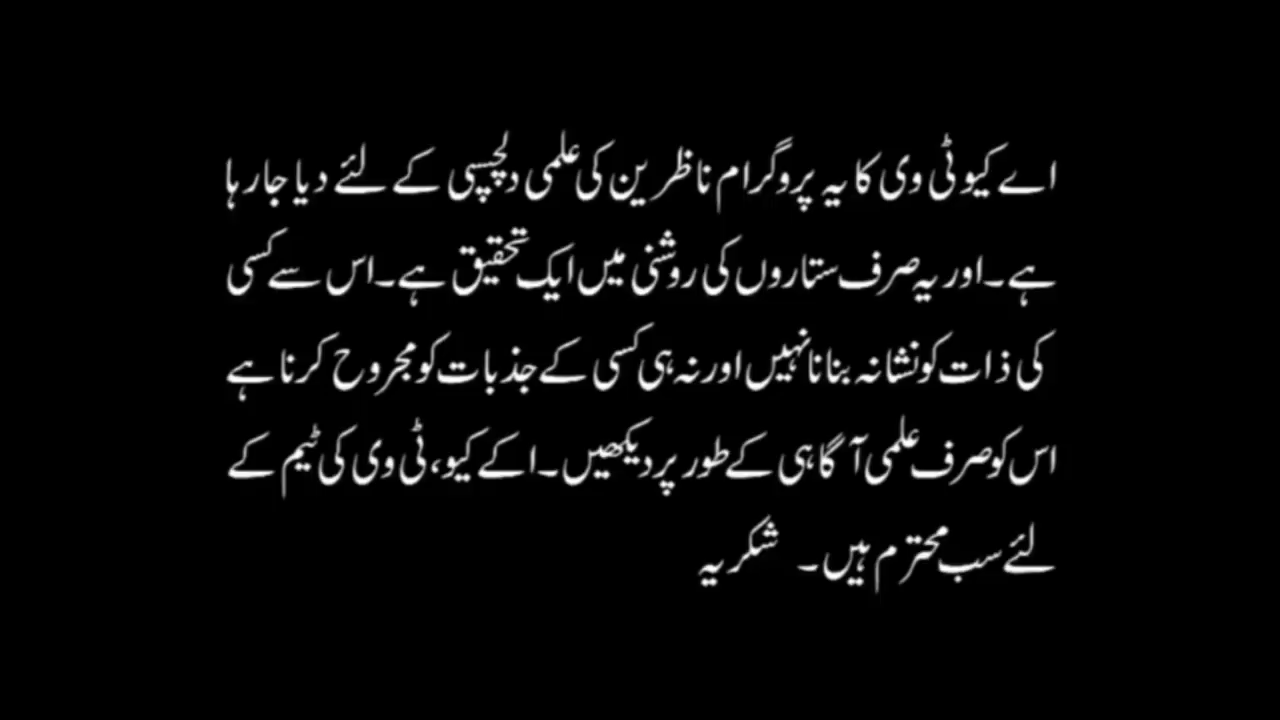 اے کیو ٹی وی کا یہ پروگرام ناظرین کی علمی دلچسپی کے لئے دیا جارہا
ہے۔اور یہ صرف ستاروں کی روشنی میں ایک تحقیق ہے۔اس سے کسی
کی ذات کو نشانہ بنانا نہیں اور نہ ہی کسی کے جذبات کو مجروح کرنا ہے
اس کو صرف علمی آگاہی کے طور پر دیکھیں۔اکے کیو،ٹی وی کی ٹیم کے
لئے سب محترم ہیں۔ شکریہ